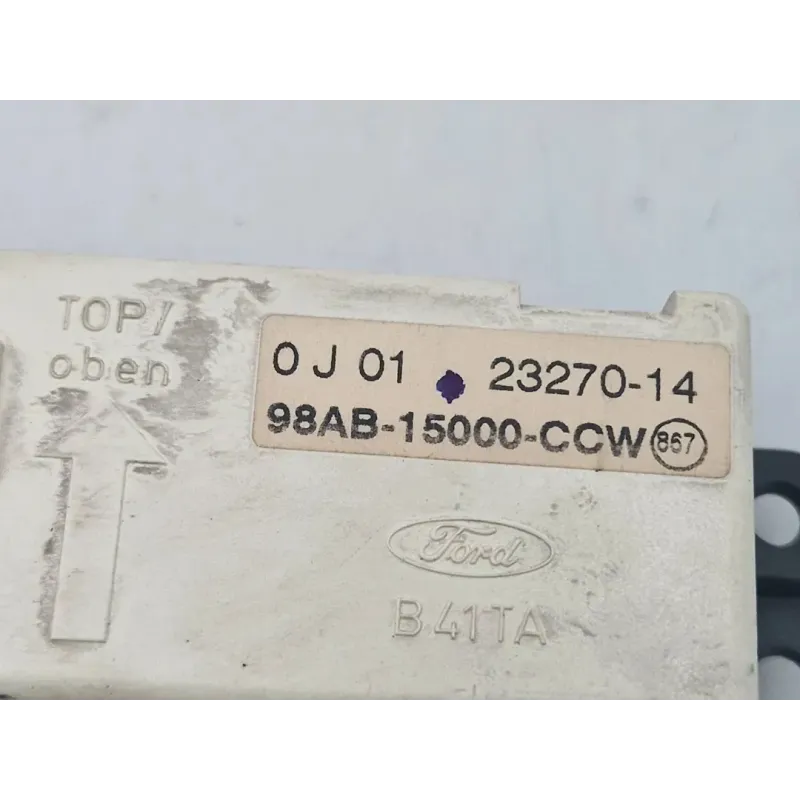 TOP/
oben
0 J 01 23270-14
98AB-15000-CCW 867
Ford
B41TA